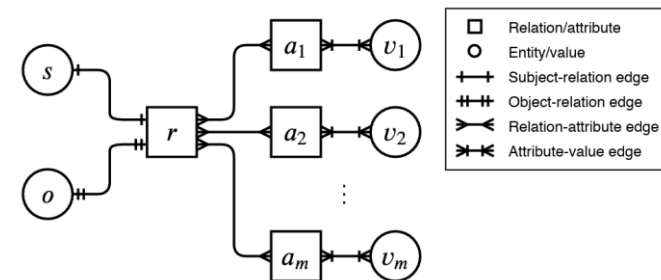 s
o
r
a1
v1
a2
v2
⋮
am
vm
Relation/attribute
Entity/value
Subject-relation edge
Object-relation edge
Relation-attribute edge
Attribute-value edge